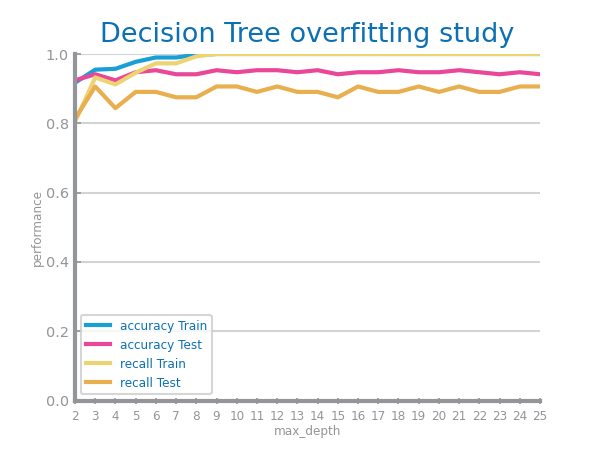 Decision Tree overfitting study
1.0
0.8
0.6
0.4
0.2
0.0
performance
accuracy Train
accuracy Test
recall Train
recall Test
2 3 4 5 6 7 8 9 10 11 12 13 14 15 16 17 18 19 20 21 22 23 24 25
max_depth